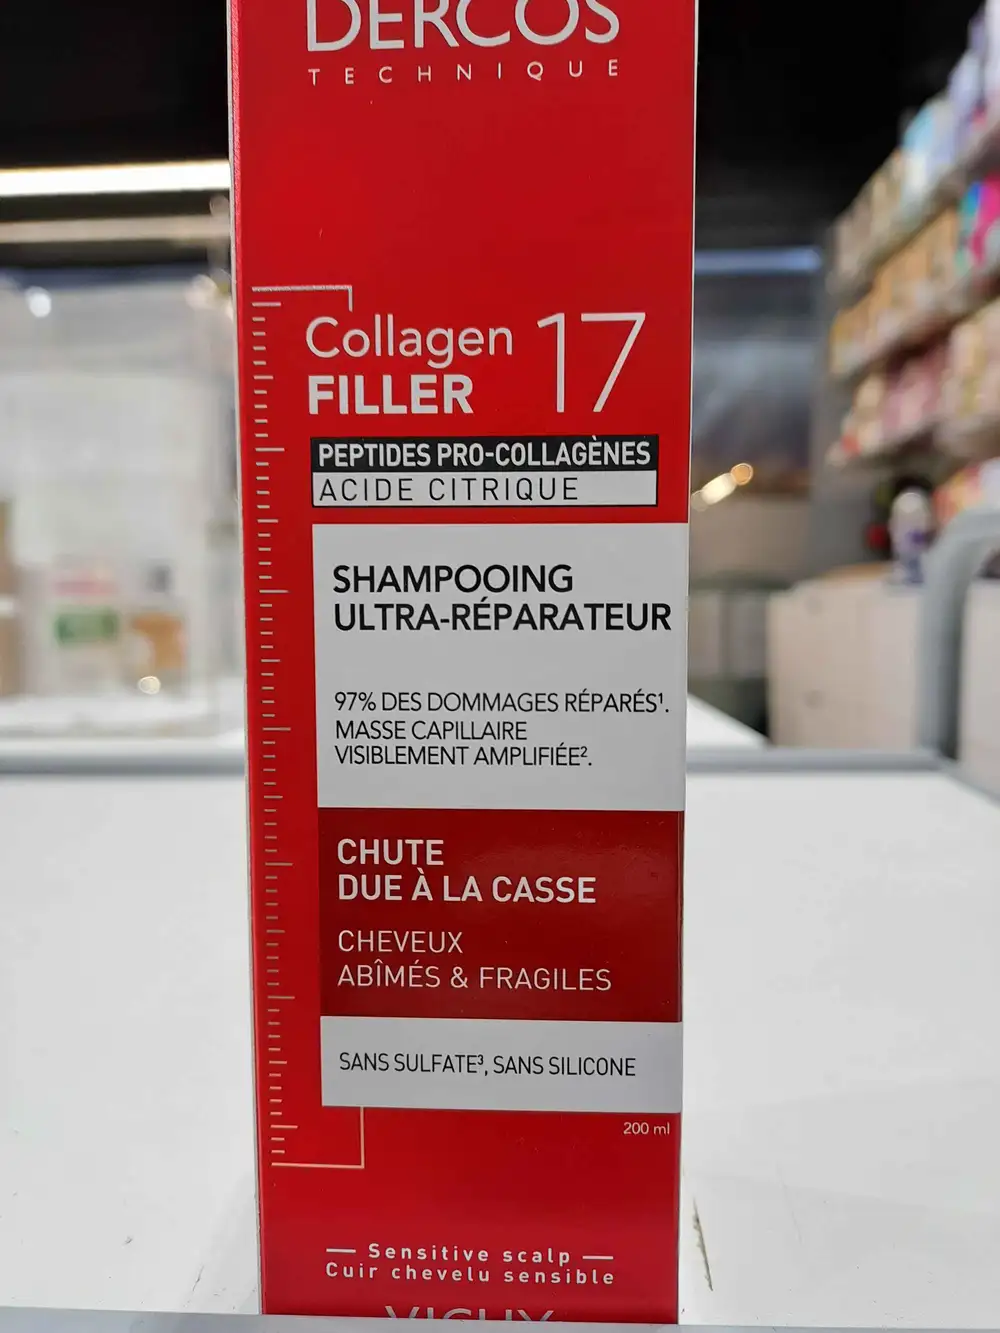 DERCOS
TECHNIQUE
Collagen 17
FILLER
PEPTIDES PRO-COLLAGÈNES
ACIDE CITRIQUE
SHAMPOOING
ULTRA-RÉPARATEUR
97% DES DOMMAGES RÉPARÉS¹.
MASSE CAPILLAIRE
VISIBLEMENT AMPLIFIÉE².
CHUTE
DUE À LA CASSE
CHEVEUX
ABÎMÉS & FRAGILES
SANS SULFATE³, SANS SILICONE
200 ml
— Sensitive scalp —
Cuir chevelu sensible
VICHY